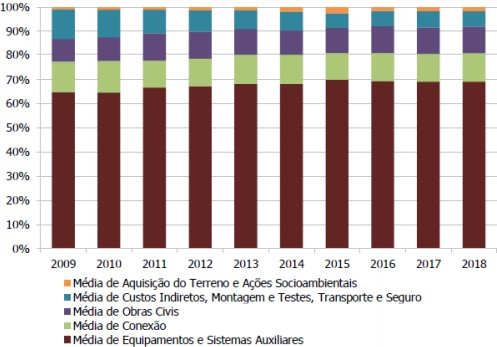 100%
90%
80%
70%
60%
50%
40%
30%
20%
10%
0%
2009 2010 2011 2012 2013 2014 2015 2016 2017 2018
Média de Aquisição do Terreno e Ações Socioambientais
Média de Custos Indiretos, Montagem e Testes, Transporte e Seguro
Média de Obras Civis
Média de Conexão
Média de Equipamentos e Sistemas Auxiliares